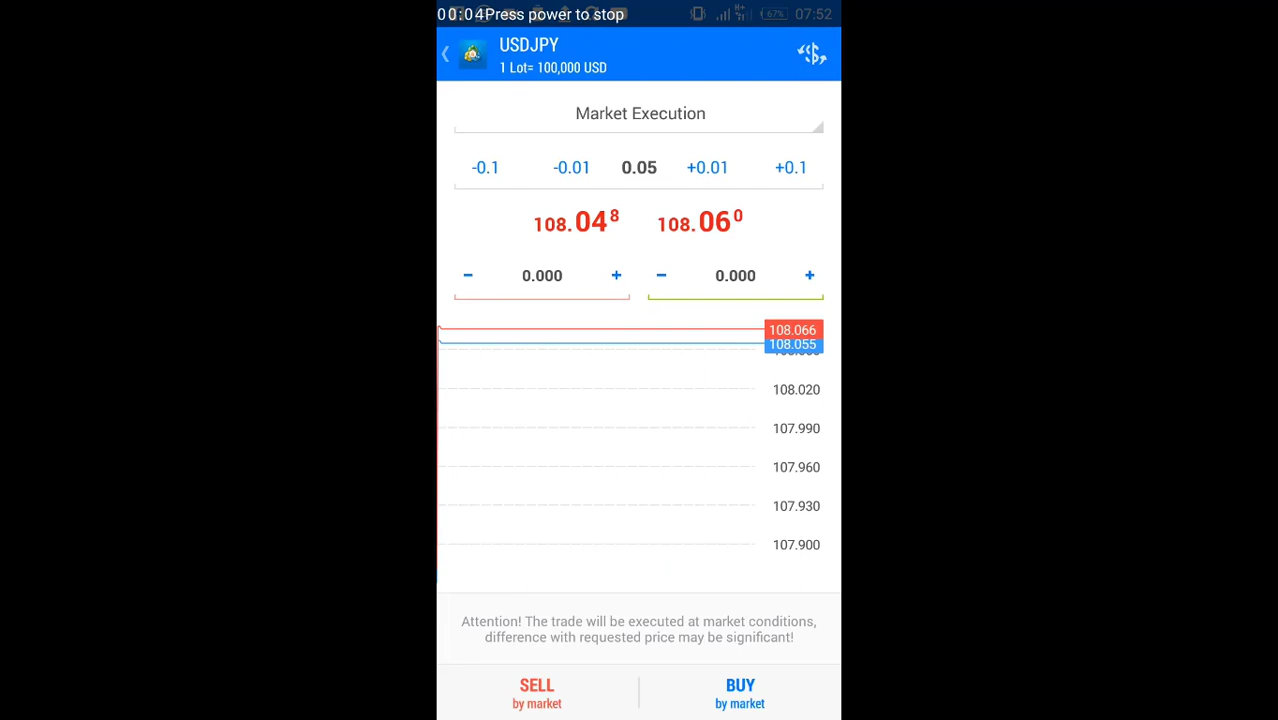 00:04Press power to stop
H+
67%
07:52
USDJPY
1 Lot= 100,000 USD
Market Execution
-0.1 -0.01 0.05 +0.01 +0.1
108.048 108.060
- 0.000 + - 0.000 +
108.066
108.055
108.020
107.990
107.960
107.930
107.900
Attention! The trade will be executed at market conditions,
difference with requested price may be significant!
SELL
by market
BUY
by market